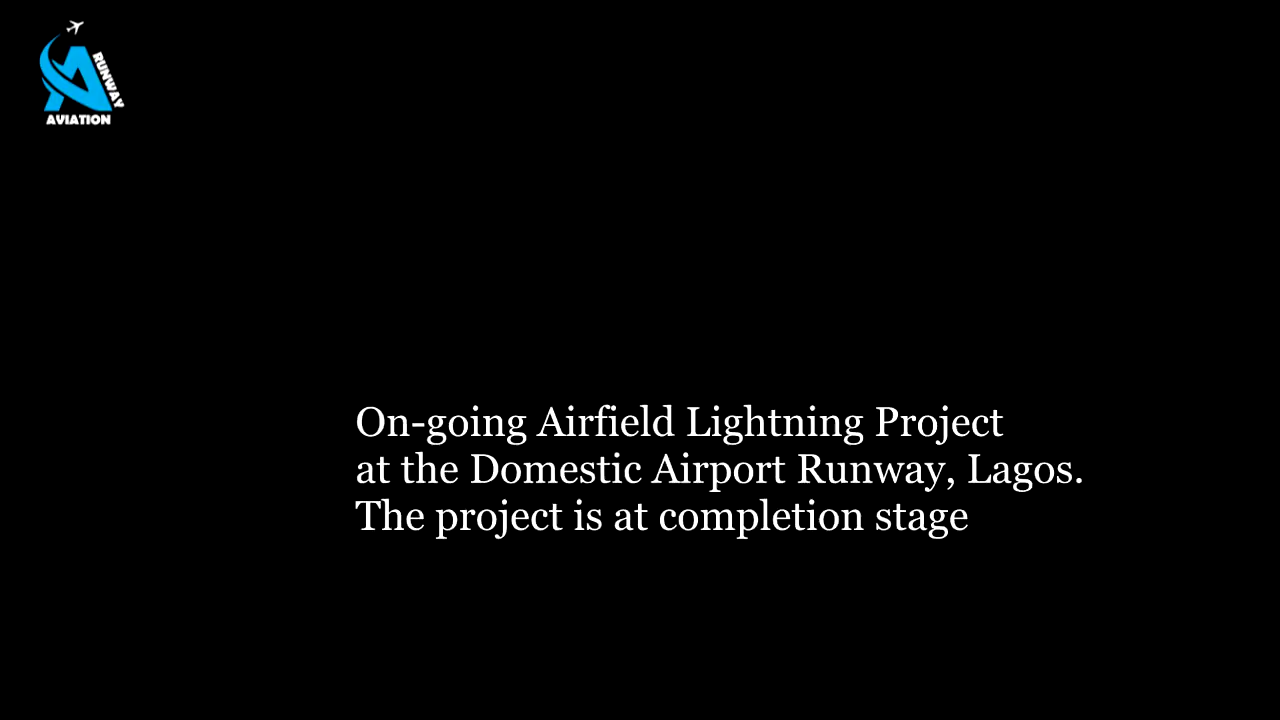 RUNWAY
AVIATION
On-going Airfield Lightning Project
at the Domestic Airport Runway, Lagos.
The project is at completion stage